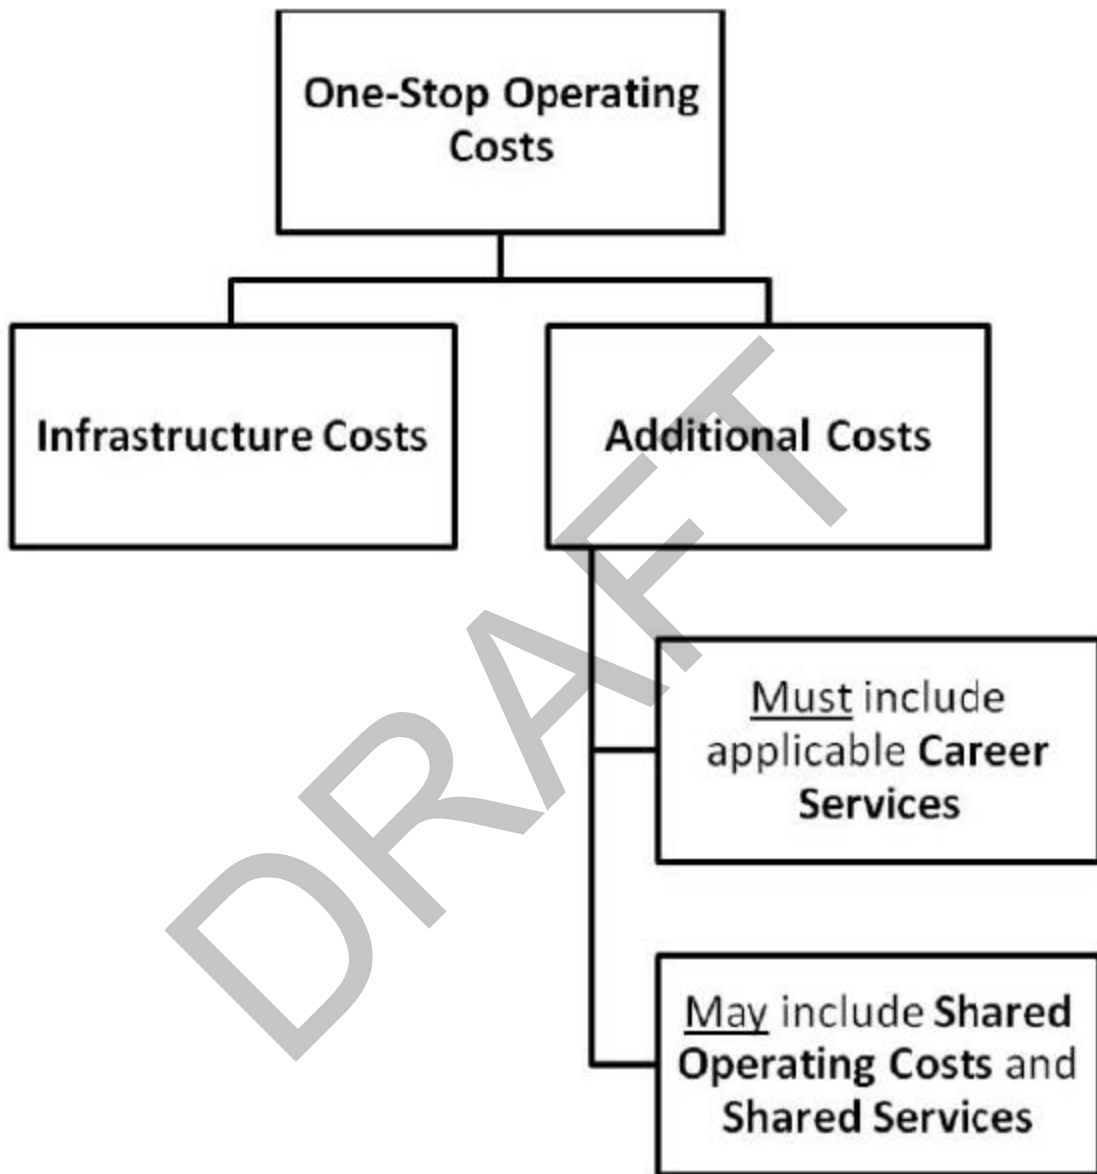 One-Stop Operating
Costs
Infrastructure Costs
Additional Costs
Must include
applicable Career
Services
May include Shared
Operating Costs and
Shared Services
DRAFT